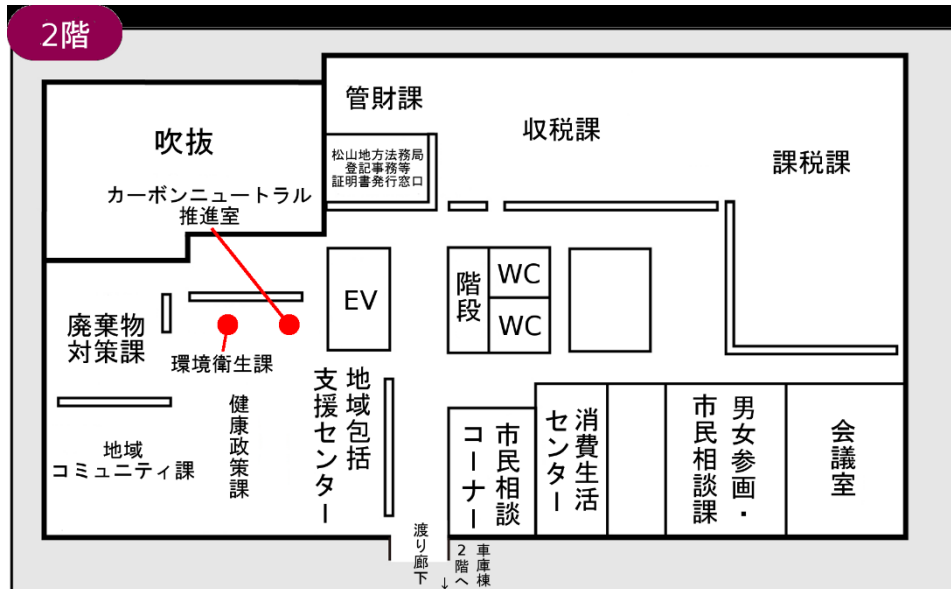 2階
吹抜
カーボンニュートラル
推進室
管財課
松山地方法務局
登記事務等
証明書発行窓口
収税課
課税課
廃棄物
対策課
環境衛生課
EV
階段
WC
WC
地域
コミュニティ課
健康政策課
地域包括
支援センター
市民相談
コーナー
消費生活
センター
男女参画・
市民相談課
会議室
渡り廊下
車庫棟
2階へ
↓